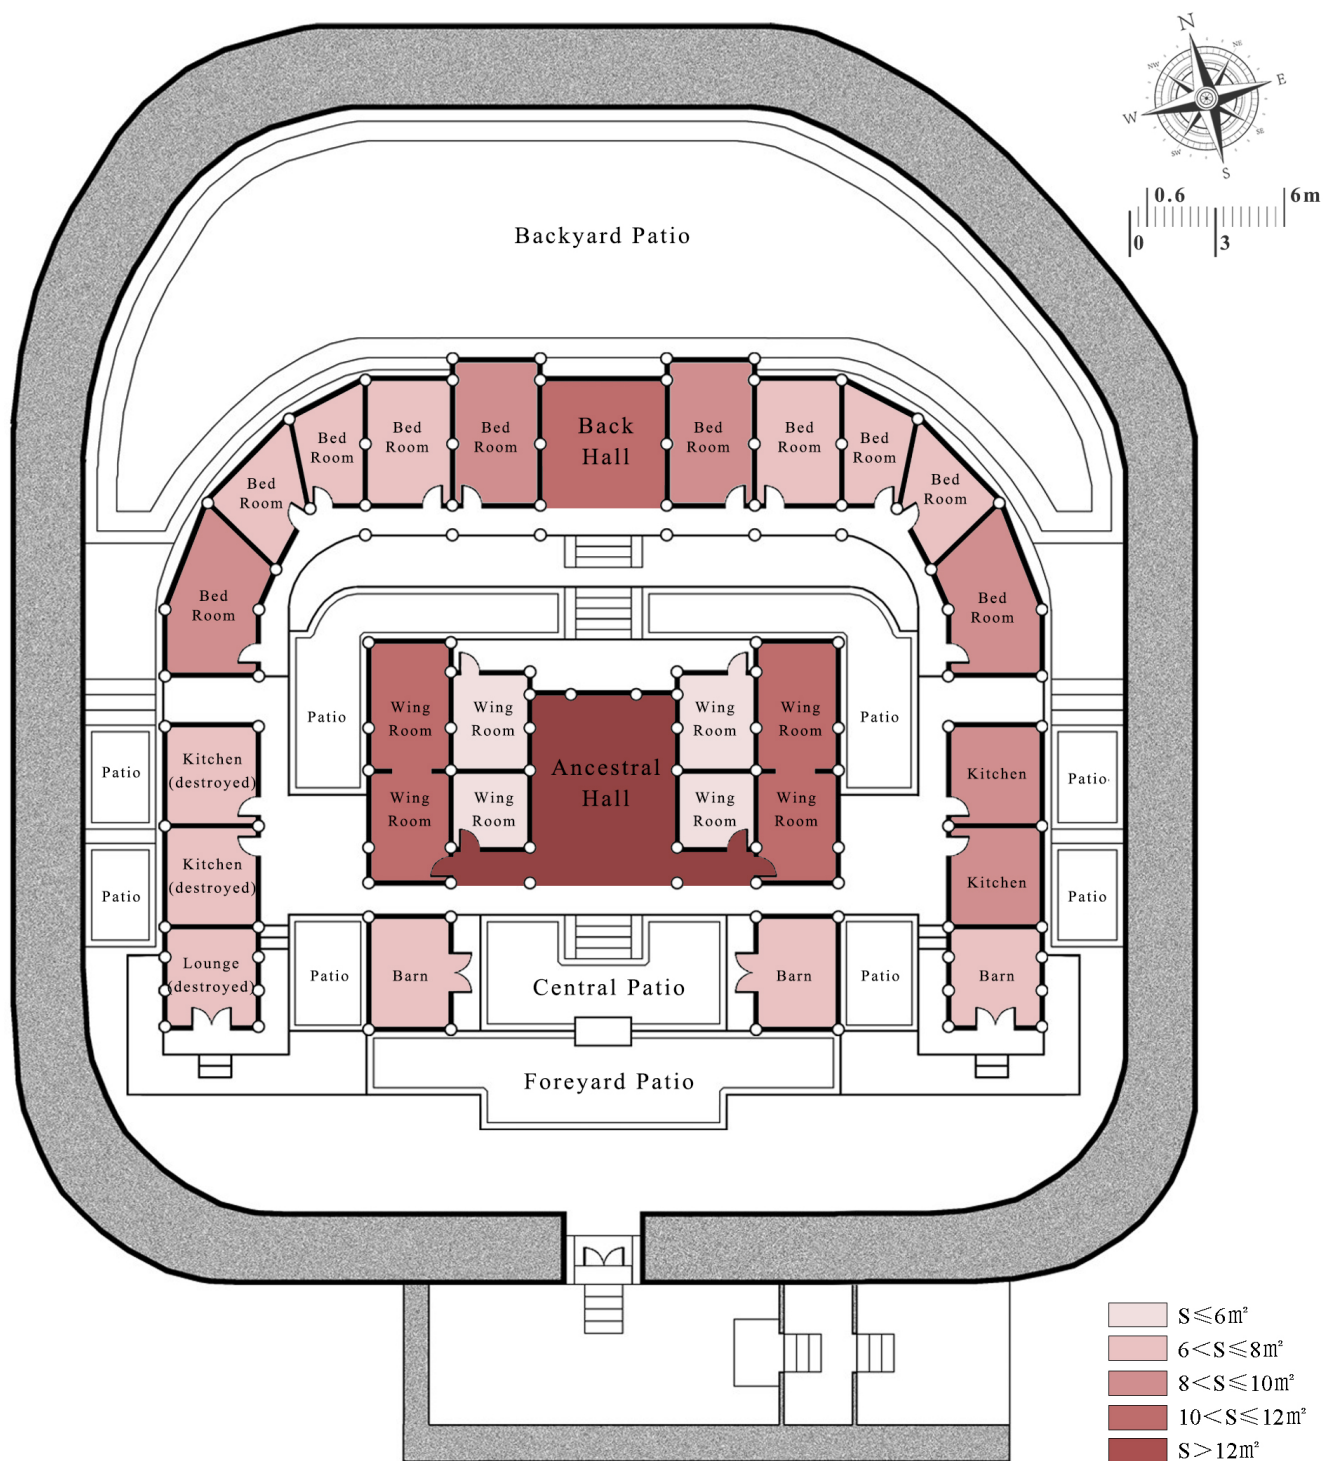 N
NW
NE
W
E
SW
SE
S
0.6
6m
0
3
Backyard Patio
Bed
Room
Bed
Room
Bed
Room
Back
Hall
Bed
Room
Bed
Room
Bed
Room
Bed
Room
Bed
Room
Bed
Room
Bed
Room
Patio
Wing
Room
Wing
Room
Wing
Room
Wing
Room
Patio
Patio
Kitchen
(destroyed)
Ancestral
Hall
Kitchen
Patio
Wing
Room
Wing
Room
Wing
Room
Wing
Room
Patio
Kitchen
(destroyed)
Kitchen
Patio
Lounge
(destroyed)
Patio
Barn
Central Patio
Barn
Patio
Barn
Foreyard Patio
S≤6m²
6<S≤8m²
8<S≤10m²
10<S≤12m²
S>12m²